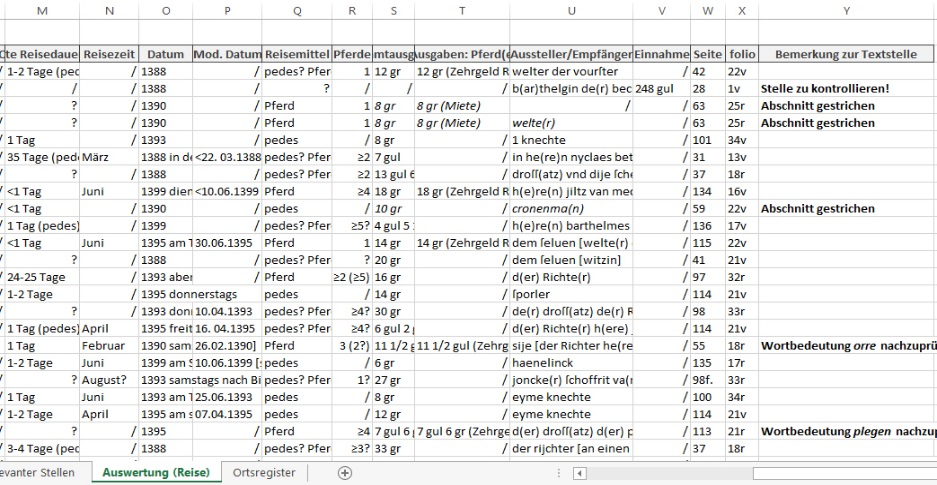 M N O P Q R S T U V W X Y
te Reisedaue Reisezeit Datum Mod. Datum Reisemittel Pferde mtausg usgaben: Pferd(e Aussteller/Empfänger Einnahme Seite folio Bemerkung zur Textstelle
/ 1-2 Tage (ped / 1388 / pedes? Pfer 1 12 gr 12 gr (Zehrgeld R welter der vourſter / 42 22v
/ / / 1388 / ? / / / b(ar)thelgin de(r) bec 248 gul 28 1v Stelle zu kontrollieren!
/ ? / 1390 / Pferd 1 8 gr 8 gr (Miete) / / 63 25r Abschnitt gestrichen
/ ? / 1390 / Pferd 1 8 gr 8 gr (Miete) welte(r) / 63 25r Abschnitt gestrichen
/ 1 Tag / 1393 / pedes / 8 gr / 1 knechte / 101 34v
/ 35 Tage (pede März 1388 in de <22. 03.1388 pedes? Pfer ≥2 7 gul / in he(re)n nyclaes bet / 31 13v
/ ? / 1388 / pedes? Pfer ≥2 13 gul 6 / droſſ(atz) vnd dije ſche / 37 18r
/ <1 Tag Juni 1399 dien <10.06.1399 Pferd ≥4 18 gr 18 gr (Zehrgeld R h(e)re(n) jiltz van mec / 134 16v
/ <1 Tag / 1390 / Pferd / 10 gr / cronenma(n) / 59 22v Abschnitt gestrichen
/ 1 Tag (pedes) / 1399 / pedes? Pfer ≥5? 4 gul 5 / h(e)re(n) barthelmes / 136 17v
/ <1 Tag Juni 1395 am T 30.06.1395 Pferd 1 14 gr 14 gr (Zehrgeld R dem ſeluen [welte(r) / 115 22v
/ ? / 1388 / pedes? Pfer ? 20 gr / dem ſeluen [witzin] / 41 21v
/ 24-25 Tage / 1393 aber / Pferd ≥2 (≥5) 16 gr / d(er) Richte(r) / 97 32r
/ 1-2 Tage / 1395 donnerstags pedes / 14 gr / ſporler / 114 21v
/ ? / 1393 don 10.04.1393 pedes? Pfer ≥4? 30 gr / de(r) droſſ(atz) de(r) R / 98 33r
/ 1 Tag (pedes) April 1395 freit 16. 04.1395 pedes? Pfer ≥4? 6 gul 2 / d(er) Richte(r) h(ere) / 114 21v
1 Tag Februar 1390 sam 26.02.1390] Pferd 3 (2?) 11 1/2 g 11 1/2 gul (Zehrg sije [der Richter he(re / 55 18r Wortbedeutung orre nachzuprü
/ 1-2 Tage Juni 1399 am S 10.06.1399 [s pedes / 6 gr / haenelinck / 135 17r
/ ? August? 1393 samstags nach Bi pedes? Pfer 1? 27 gr / joncke(r) ſchoffrit va(r / 98f. 33r
/ 1 Tag Juni 1393 am T 25.06.1393 pedes / 8 gr / eyme knechte / 100 34r
/ 1-2 Tage April 1395 am s 07.04.1395 pedes / 12 gr / eyme knechte / 114 21v
/ ? / 1395 / Pferd ≥4 7 gul 6 7 gul 6 gr (Zehrge d(er) droſſ(atz) d(er) p / 113 21r Wortbedeutung plegen nachzup
/ 3-4 Tage (ped / 1388 / pedes? Pfer ≥3? 33 gr / der rijchter [an einen / 37 18r
evanter Stellen Auswertung (Reise) Ortsregister